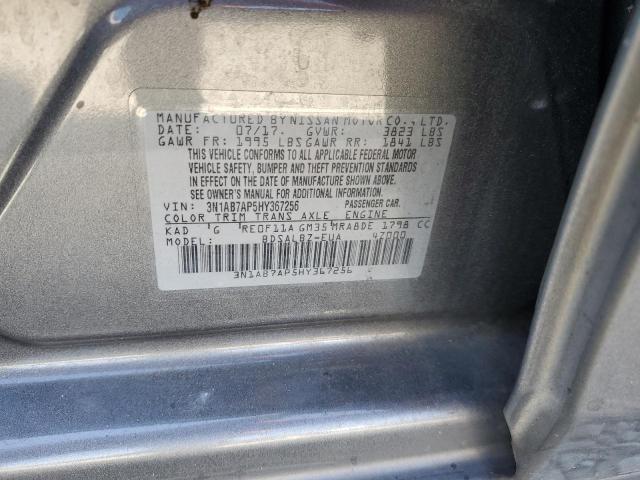 MANUFACTURED BY NISSAN MOTOR CO., LTD.
DATE: 07/17. GVWR: 3823 LBS
GAWR FR: 1995 LBS GAWR RR: 1841 LBS
THIS VEHICLE CONFORMS TO ALL APPLICABLE FEDERAL MOTOR
VEHICLE SAFETY, BUMPER AND THEFT PREVENTION STANDARDS
IN EFFECT ON THE DATE OF MANUFACTURE SHOWN ABOVE.
SEE OWNER'S MANUAL FOR ADDITIONAL INFORMATION.
VIN: 3N1AB7AP5HY367256 PASSENGER CAR.
COLOR TRIM TRANS AXLE ENGINE
KAD G RE0F11A GM35 MRA8DE 1798 CC
BDSALBZ-EUA 4Z000
3N1AB7AP5HY367256